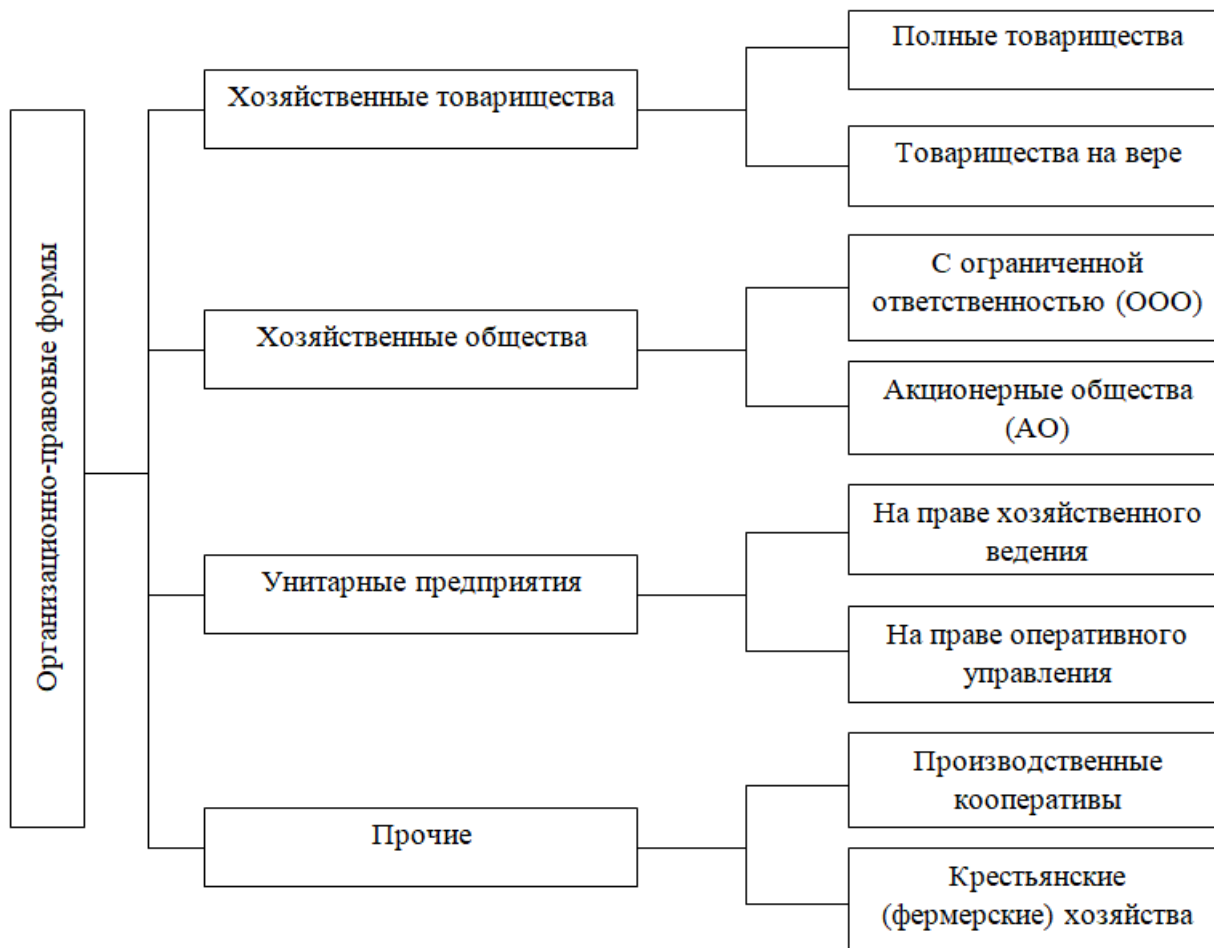 Организационно-правовые формы
Хозяйственные товарищества
Полные товарищества
Товарищества на вере
Хозяйственные общества
С ограниченной
ответственностью (ООО)
Акционерные общества
(АО)
Унитарные предприятия
На праве хозяйственного
ведения
На праве оперативного
управления
Прочие
Производственные
кооперативы
Крестьянские
(фермерские) хозяйства